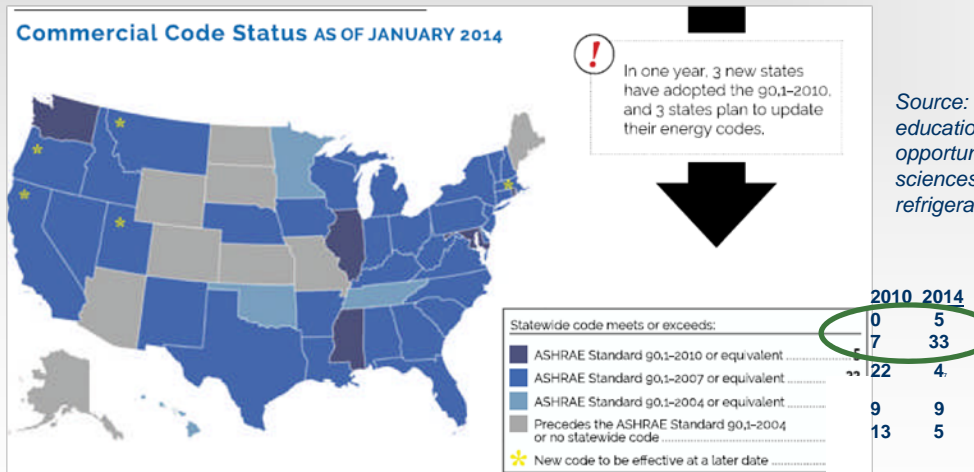 Commercial Code Status AS OF JANUARY 2014
!
In one year, 3 new states
have adopted the 90.1–2010,
and 3 states plan to update
their energy codes.
Source:
2010 2014
Statewide code meets or exceeds:
0 5
ASHRAE Standard 90.1–2010 or equivalent
7 33
ASHRAE Standard 90.1–2007 or equivalent
22 4
ASHRAE Standard 90.1–2004 or equivalent
9 9
Precedes the ASHRAE Standard 90.1–2004
or no statewide code
13 5
New code to be effective at a later date